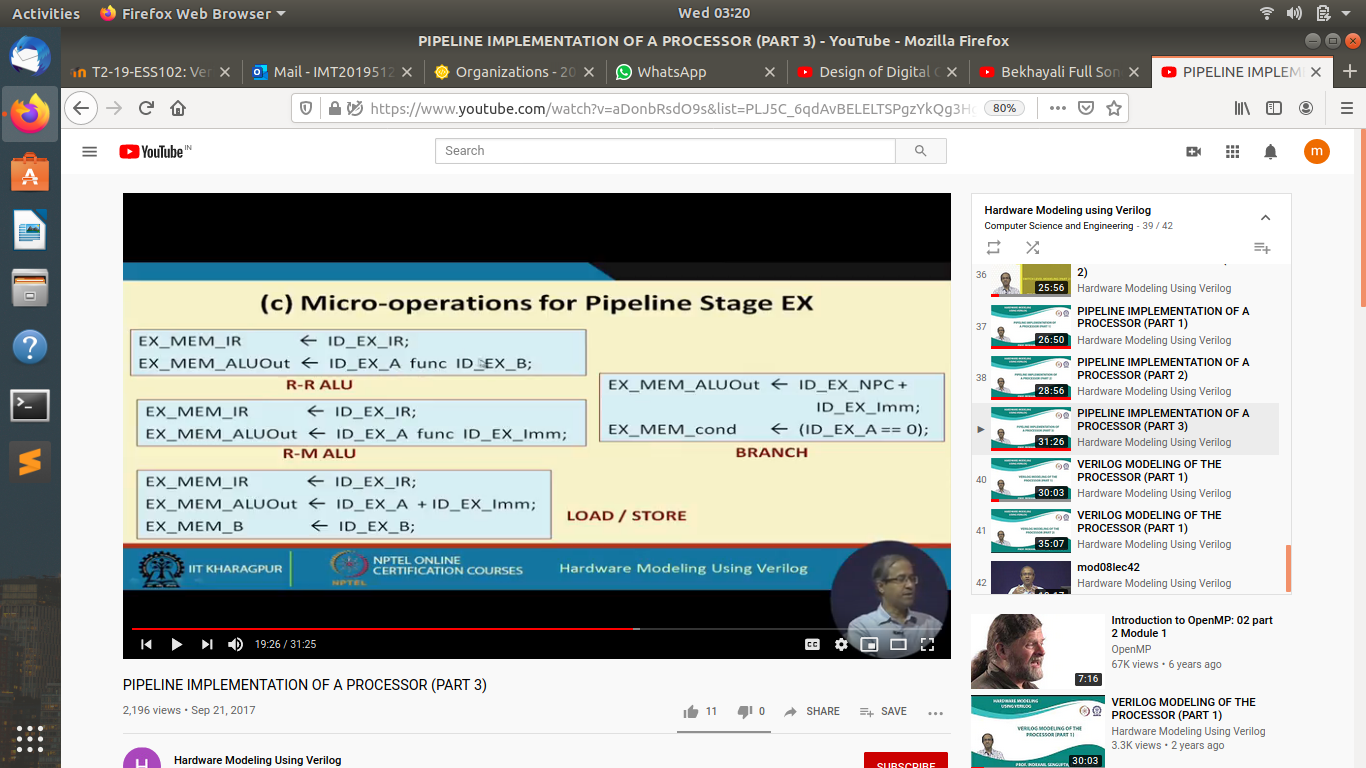 Activities
Firefox Web Browser
Wed 03:20
PIPELINE IMPLEMENTATION OF A PROCESSOR (PART 3) - YouTube - Mozilla Firefox
T2-19-ESS102: Ver
Mail - IMT2019512
Organizations - 20
WhatsApp
Design of Digital C
Bekhayali Full Son
PIPELINE IMPLEM
https://www.youtube.com/watch?v=aDonbRsdO9s&list=PLJ5C_6qdAvBELELTSPgzYkQg3Hg
80%
YouTube IN
Search
m
(c) Micro-operations for Pipeline Stage EX
EX_MEM_IR ← ID_EX_IR;
EX_MEM_ALUOut ← ID_EX_A func ID_EX_B;
R-R ALU
EX_MEM_IR ← ID_EX_IR;
EX_MEM_ALUOut ← ID_EX_A func ID_EX_Imm;
R-M ALU
EX_MEM_IR ← ID_EX_IR;
EX_MEM_ALUOut ← ID_EX_A + ID_EX_Imm;
EX_MEM_B ← ID_EX_B;
LOAD / STORE
EX_MEM_ALUOut ← ID_EX_NPC +
ID_EX_Imm;
EX_MEM_cond ← (ID_EX_A == 0);
BRANCH
IIT KHARAGPUR
NPTEL
NPTEL ONLINE
CERTIFICATION COURSES
Hardware Modeling Using Verilog
19:26 / 31:25
CC
PIPELINE IMPLEMENTATION OF A PROCESSOR (PART 3)
2,196 views • Sep 21, 2017
11
0
SHARE
SAVE
H
Hardware Modeling Using Verilog
SUBSCRIBE
Hardware Modeling using Verilog
Computer Science and Engineering - 39 / 42
36
2)
Hardware Modeling Using Verilog
25:56
37
PIPELINE IMPLEMENTATION OF A
PROCESSOR (PART 1)
Hardware Modeling Using Verilog
26:50
38
PIPELINE IMPLEMENTATION OF A
PROCESSOR (PART 2)
Hardware Modeling Using Verilog
28:56
PIPELINE IMPLEMENTATION OF A
PROCESSOR (PART 3)
Hardware Modeling Using Verilog
31:26
40
VERILOG MODELING OF THE
PROCESSOR (PART 1)
Hardware Modeling Using Verilog
30:03
41
VERILOG MODELING OF THE
PROCESSOR (PART 1)
Hardware Modeling Using Verilog
35:07
42
mod08lec42
Hardware Modeling Using Verilog
Introduction to OpenMP: 02 part
2 Module 1
OpenMP
67K views • 6 years ago
7:16
VERILOG MODELING OF THE
PROCESSOR (PART 1)
Hardware Modeling Using Verilog
3.3K views • 2 years ago
30:03